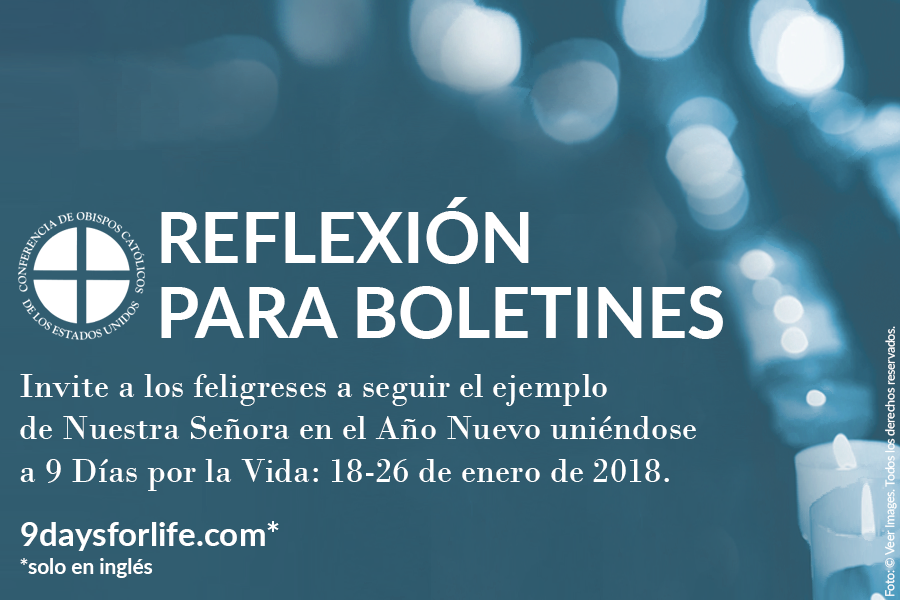 CONFERENCIA DE OBISPOS CATÓLICOS
DE LOS ESTADOS UNIDOS
REFLEXIÓN
PARA BOLETINES
Invite a los feligreses a seguir el ejemplo
de Nuestra Señora en el Año Nuevo uniéndose
a 9 Días por la Vida: 18-26 de enero de 2018.
9daysforlife.com*
*solo en inglés
Foto: © Veer Images. Todos los derechos reservados.